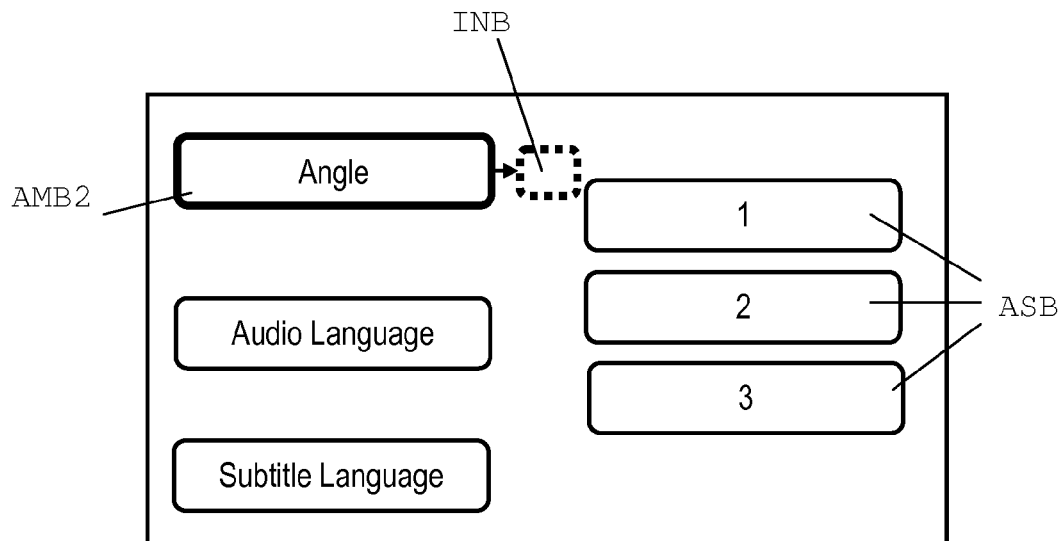 INB
Angle
AMB2
1
2
ASB
Audio Language
3
Subtitle Language